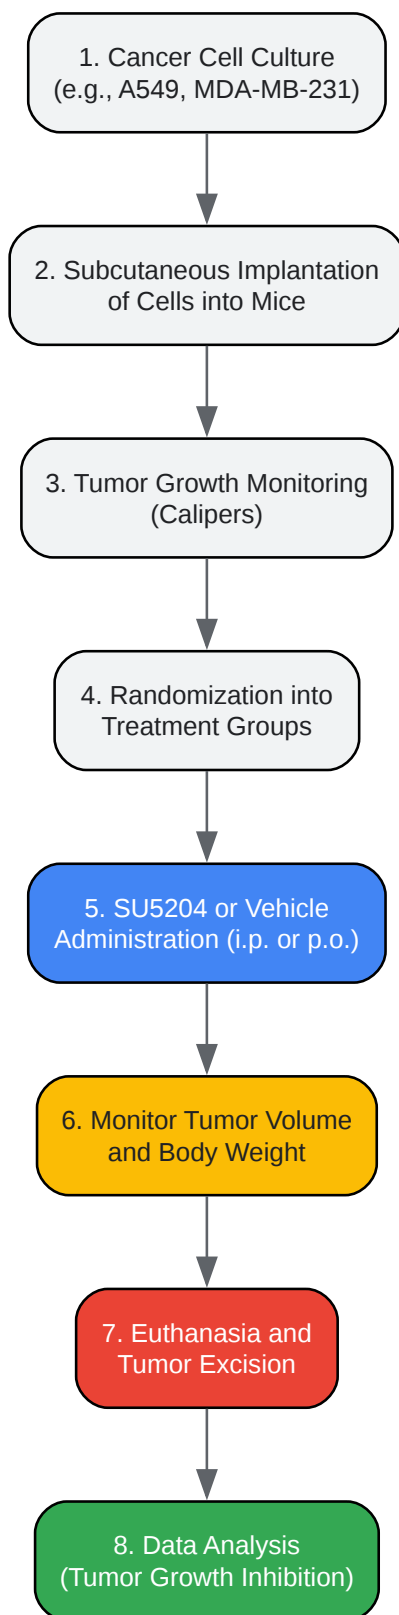 1. Cancer Cell Culture
(e.g., A549, MDA-MB-231)
2. Subcutaneous Implantation
of Cells into Mice
3. Tumor Growth Monitoring
(Calipers)
4. Randomization into
Treatment Groups
5. SU5204 or Vehicle
Administration (i.p. or p.o.)
6. Monitor Tumor Volume
and Body Weight
7. Euthanasia and
Tumor Excision
8. Data Analysis
(Tumor Growth Inhibition)